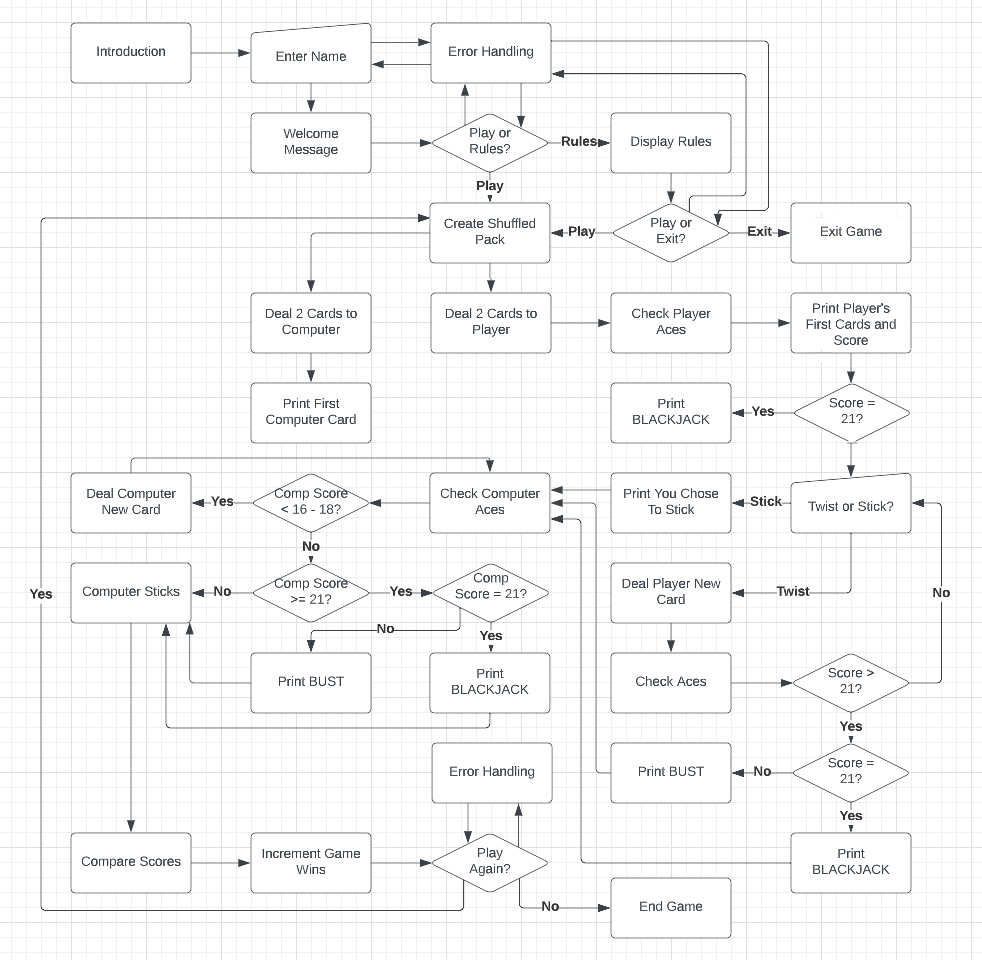 Introduction
Enter Name
Error Handling
Welcome
Message
Play or
Rules?
Rules
Display Rules
Play
Create Shuffled
Pack
Play
Play or
Exit?
Exit
Exit Game
Deal 2 Cards to
Computer
Deal 2 Cards to
Player
Check Player
Aces
Print Player's
First Cards and
Score
Print First
Computer Card
Print
BLACKJACK
Yes
Score =
21?
Deal Computer
New Card
Yes
Comp Score
< 16 - 18?
Check Computer
Aces
Print You Chose
To Stick
Stick
Twist or Stick?
No
Yes
Computer Sticks
No
Comp Score
>= 21?
Yes
Comp
Score = 21?
Deal Player New
Card
Twist
No
No
Yes
Print BUST
Print
BLACKJACK
Check Aces
Score >
21?
Yes
Error Handling
Print BUST
No
Score =
21?
Yes
Compare Scores
Increment Game
Wins
Play
Again?
Print
BLACKJACK
No
End Game